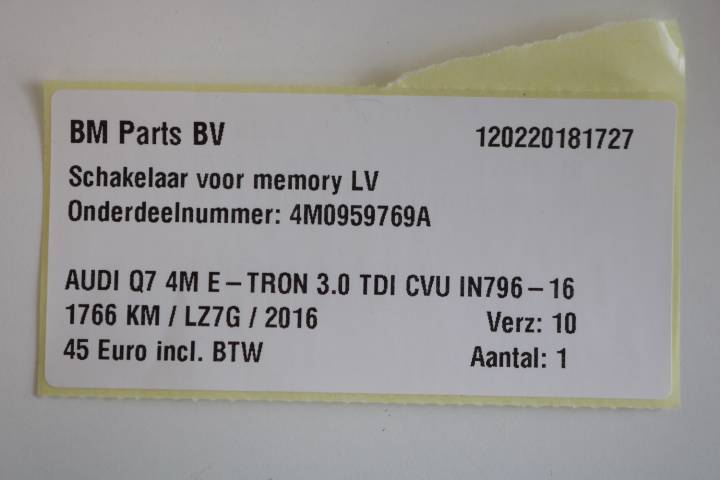 BM Parts BV 120220181727
Schakelaar voor memory LV
Onderdeelnummer: 4M0959769A
AUDI Q7 4M E-TRON 3.0 TDI CVU IN796-16
1766 KM / LZ7G / 2016 Verz: 10
45 Euro incl. BTW Aantal: 1